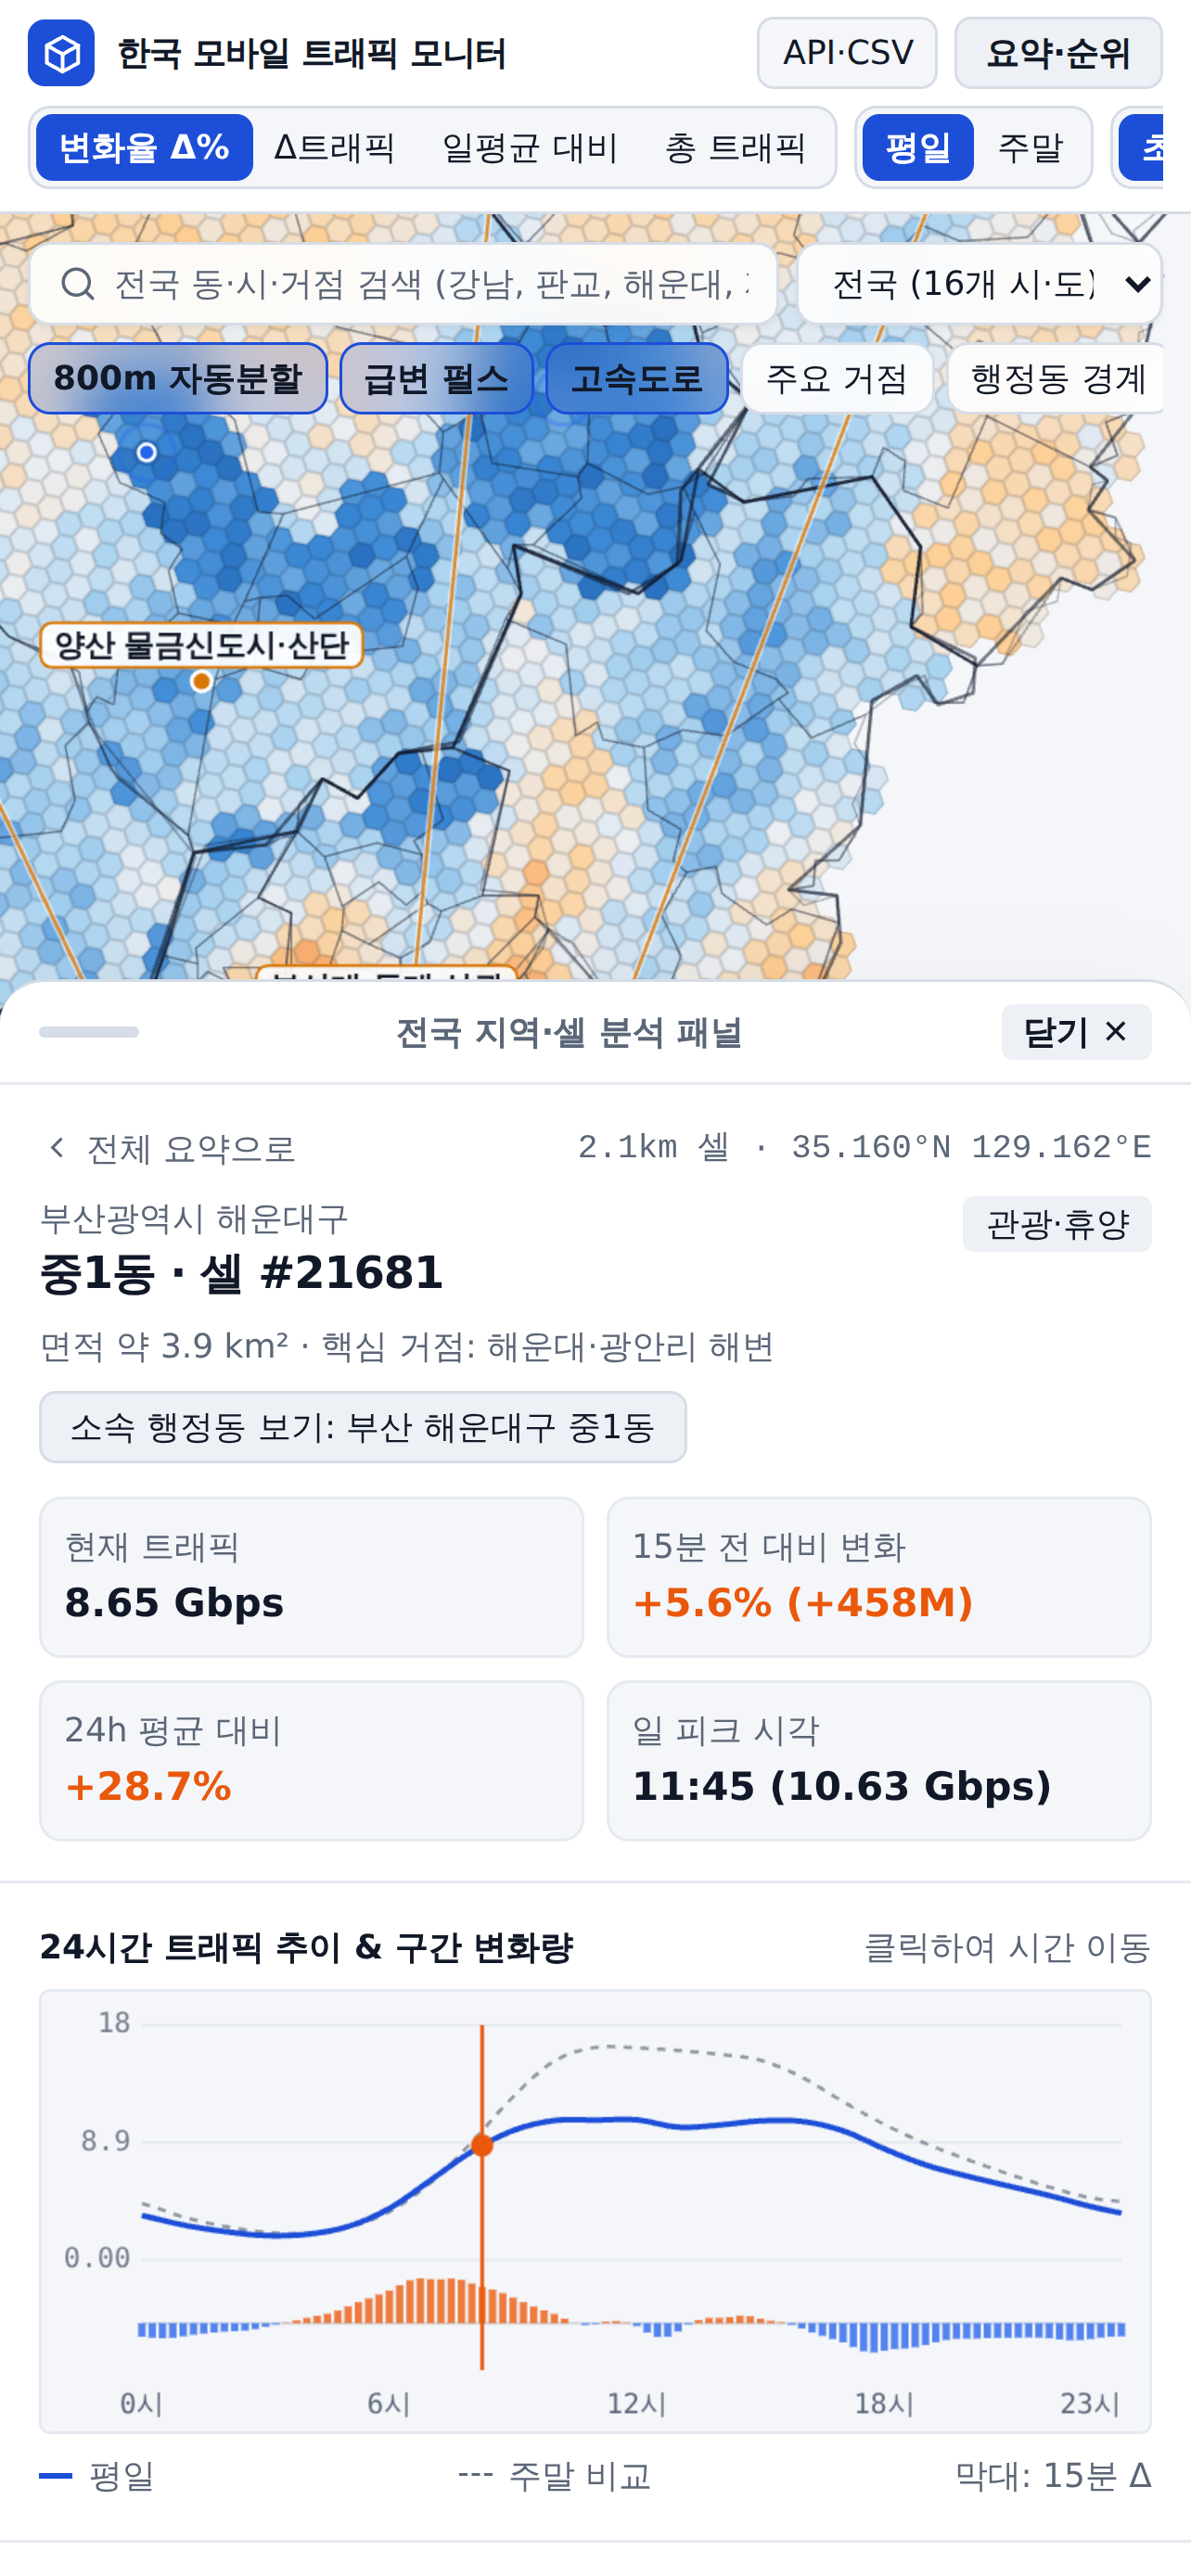 한국 모바일 트래픽 모니터
API·CSV
요약·순위
변화율 Δ% Δ트래픽 일평균 대비 총 트래픽
평일 주말
전국 동·시·거점 검색 (강남, 판교, 해운대,
전국 (16개 시·도)
800m 자동분할 급변 펄스 고속도로 주요 거점 행정동 경계
양산 물금신도시·산단
전국 지역·셀 분석 패널
닫기 ✕
전체 요약으로
2.1km 셀 · 35.160°N 129.162°E
부산광역시 해운대구
관광·휴양
중1동 · 셀 #21681
면적 약 3.9 km² · 핵심 거점: 해운대·광안리 해변
소속 행정동 보기: 부산 해운대구 중1동
현재 트래픽
8.65 Gbps
15분 전 대비 변화
+5.6% (+458M)
24h 평균 대비
+28.7%
일 피크 시각
11:45 (10.63 Gbps)
24시간 트래픽 추이 & 구간 변화량
클릭하여 시간 이동
18
8.9
0.00
0시 6시 12시 18시 23시
평일 --- 주말 비교 막대: 15분 Δ